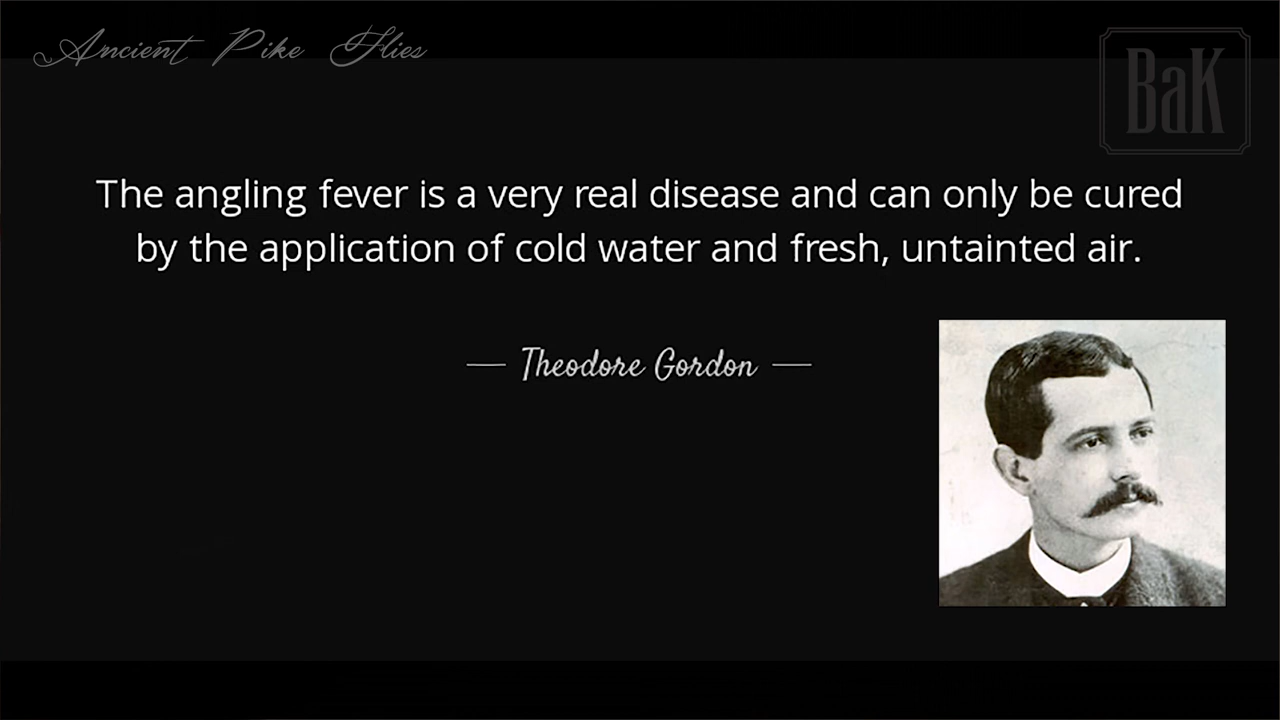 Ancient Pike Flies
BaK
The angling fever is a very real disease and can only be cured
by the application of cold water and fresh, untainted air.
— Theodore Gordon —